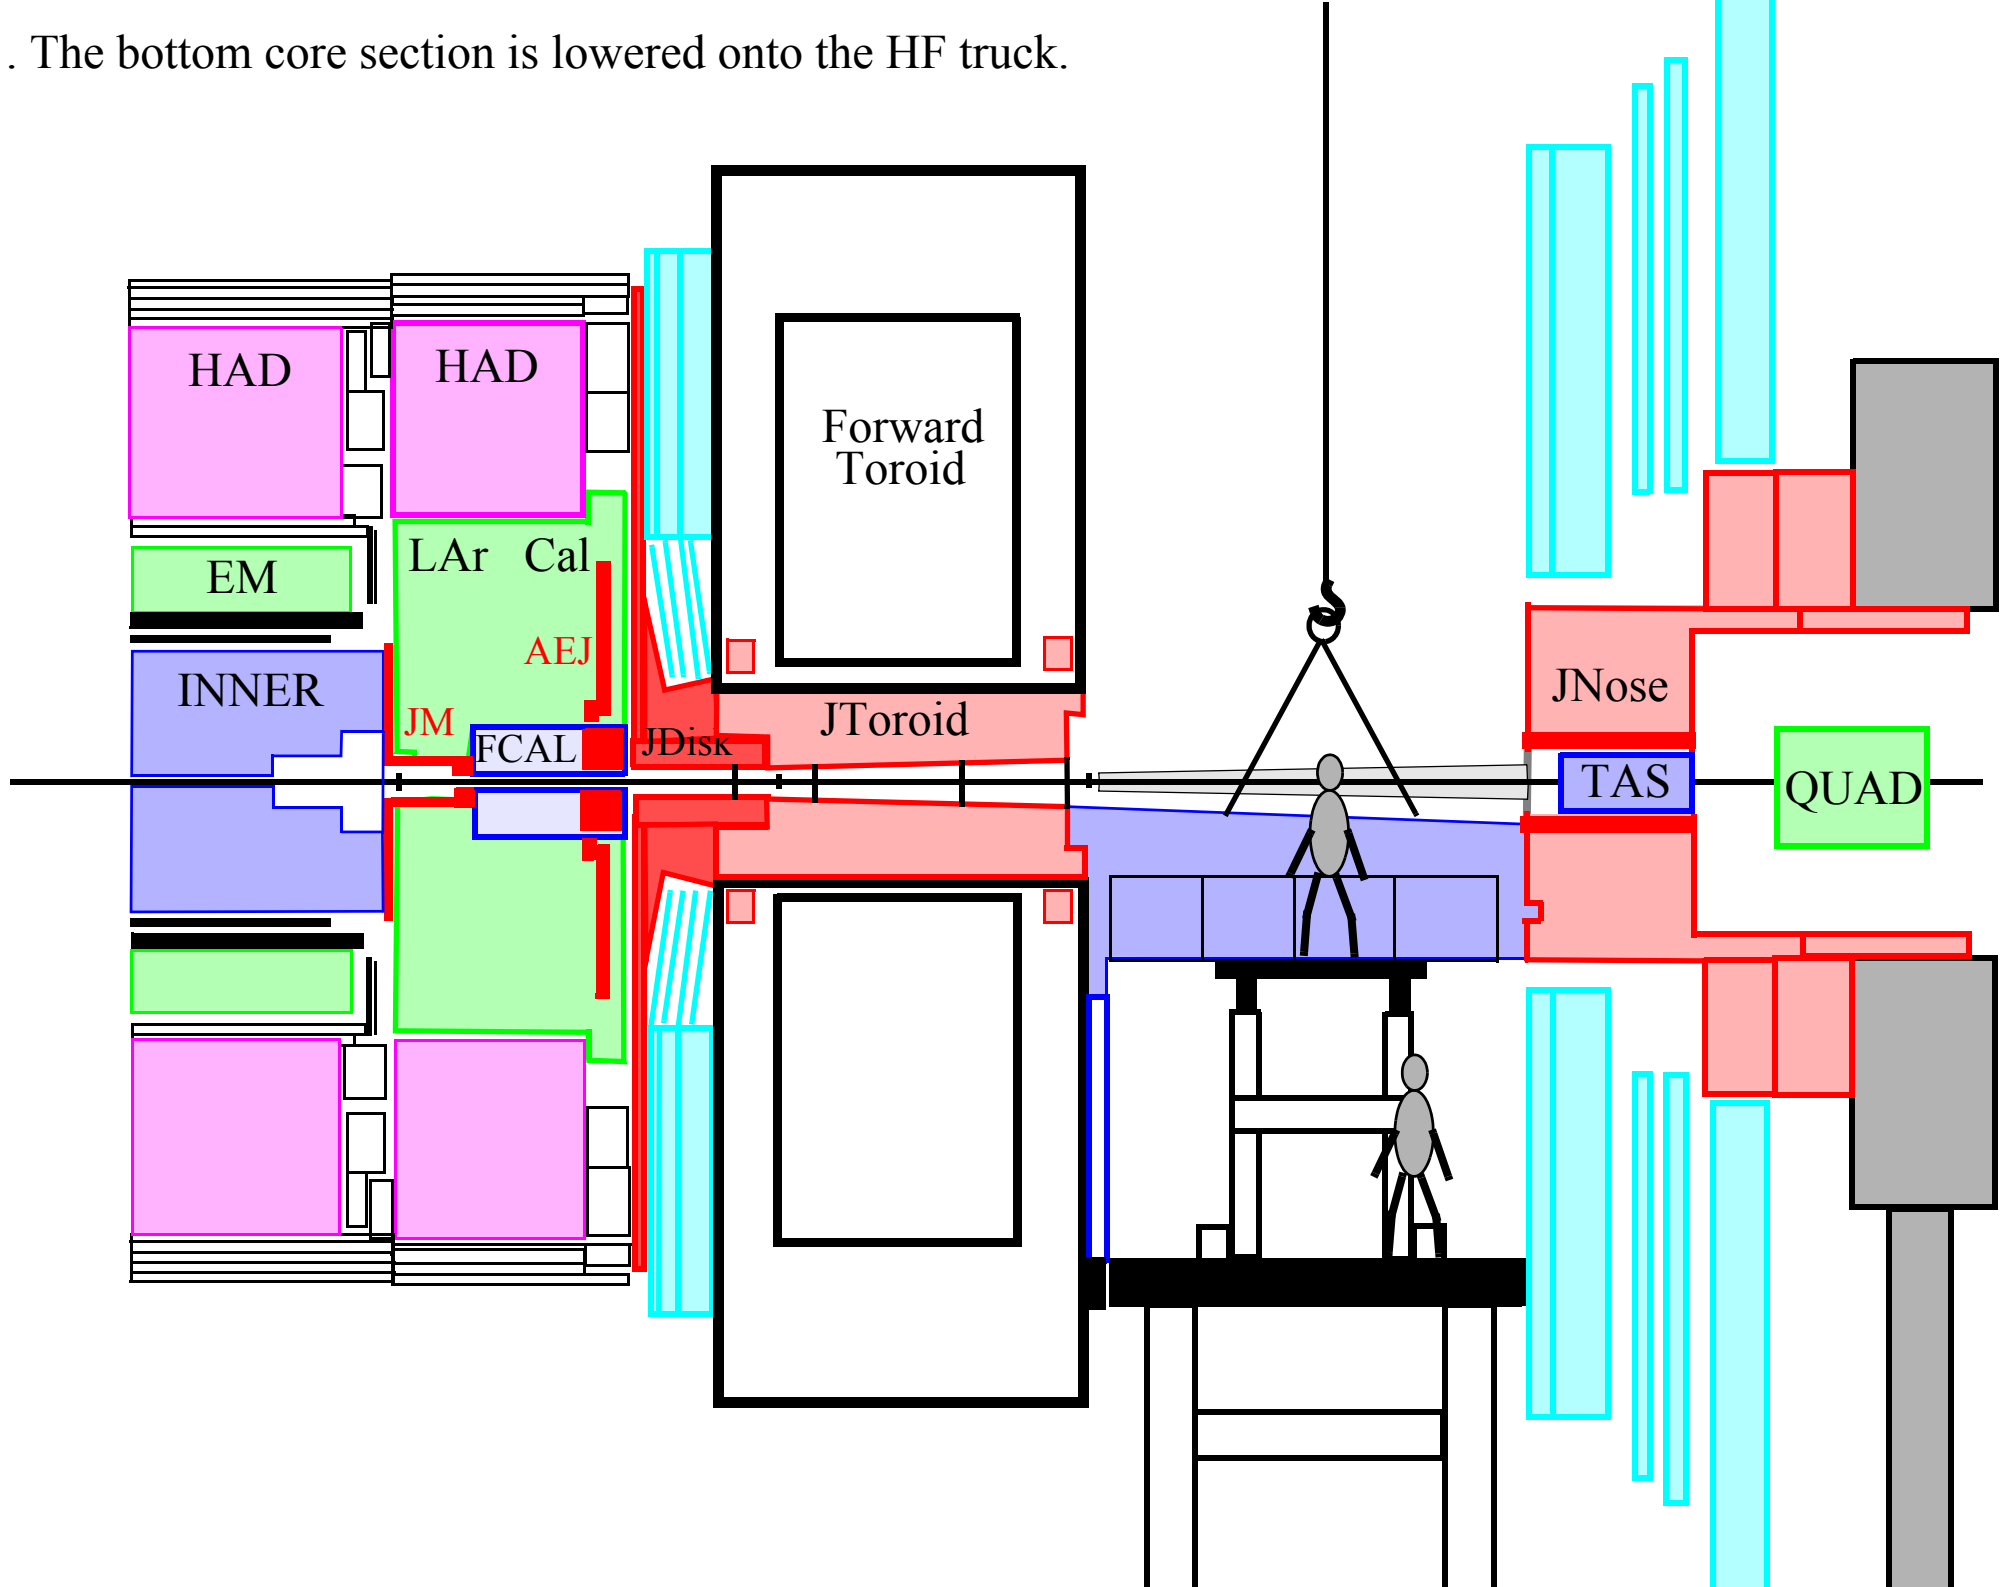 . The bottom core section is lowered onto the HF truck.
HAD
HAD
Forward
Toroid
LAr Cal
EM
AEJ
INNER
JM
FCAL
JDisk
JToroid
JNose
TAS
QUAD